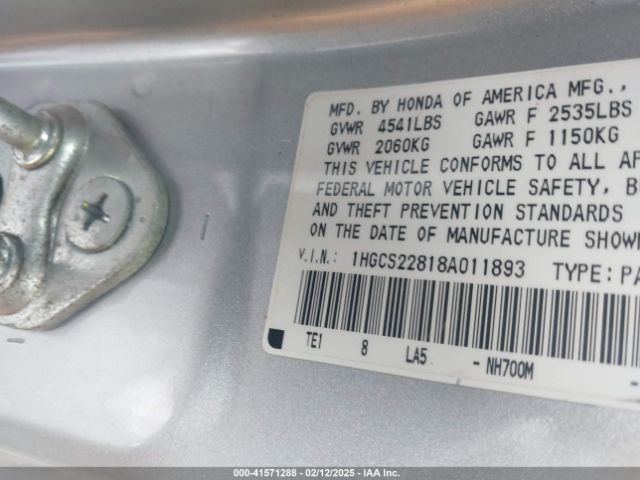 MFD. BY HONDA OF AMERICA MFG.,
GVWR 4541LBS GAWR F 2535LBS
GVWR 2060KG GAWR F 1150KG
THIS VEHICLE CONFORMS TO ALL AP
FEDERAL MOTOR VEHICLE SAFETY, B
AND THEFT PREVENTION STANDARDS
ON THE DATE OF MANUFACTURE SHOWN
V.I.N.: 1HGCS22818A011893 TYPE:PA
TE1 8 LA5 - NH700M -
000-41571288 - 02/12/2025 - IAA Inc.